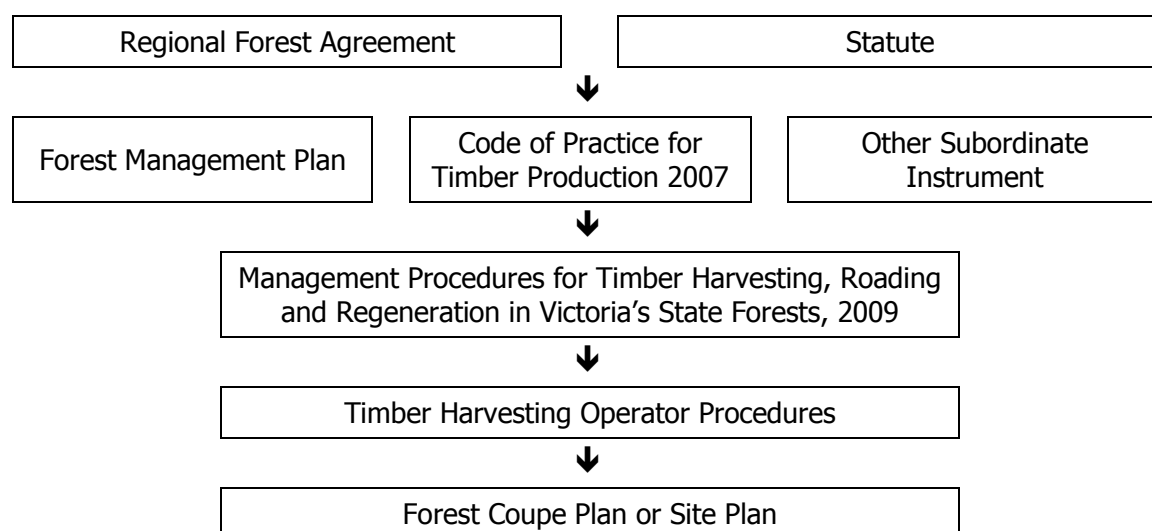 Regional Forest Agreement
Statute
Forest Management Plan
Code of Practice for
Timber Production 2007
Other Subordinate
Instrument
Management Procedures for Timber Harvesting, Roading
and Regeneration in Victoria's State Forests, 2009
Timber Harvesting Operator Procedures
Forest Coupe Plan or Site Plan